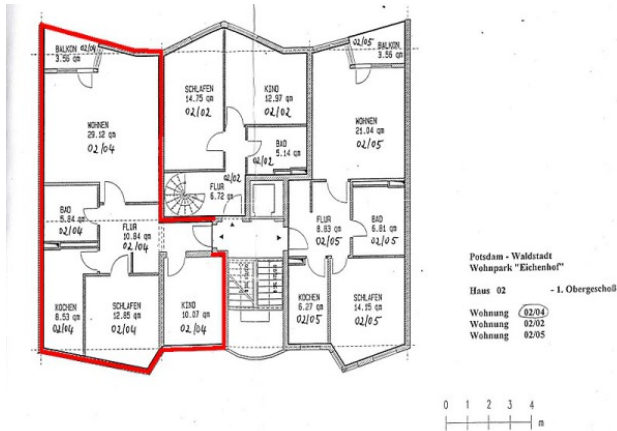 BALKON 02/04
3.56 qm
WOHNEN
29.12 qm
02/04
BAD
5.84 qm
02/04
FLUR
10.84 qm
02/04
KOCHEN
8.53 qm
02/04
SCHLAFEN
12.85 qm
02/04
KIND
10.07 qm
02/04
SCHLAFEN
14.75 qm
02/02
KIND
12.97 qm
02/02
BAD
5.14 qm
02/02
02/02
FLUR
6.72 qm
02/05
BALKON
3.56 qm
WOHNEN
21.04 qm
02/05
FLUR
8.83 qm
02/05
BAD
6.81 qm
02/05
KOCHEN
6.27 qm
02/05
SCHLAFEN
14.15 qm
02/05
Potsdam - Waldstadt
Wohnpark "Eichenhof"
Haus 02 - 1. Obergeschoß
Wohnung 02/04
Wohnung 02/02
Wohnung 02/05
0 1 2 3 4
m